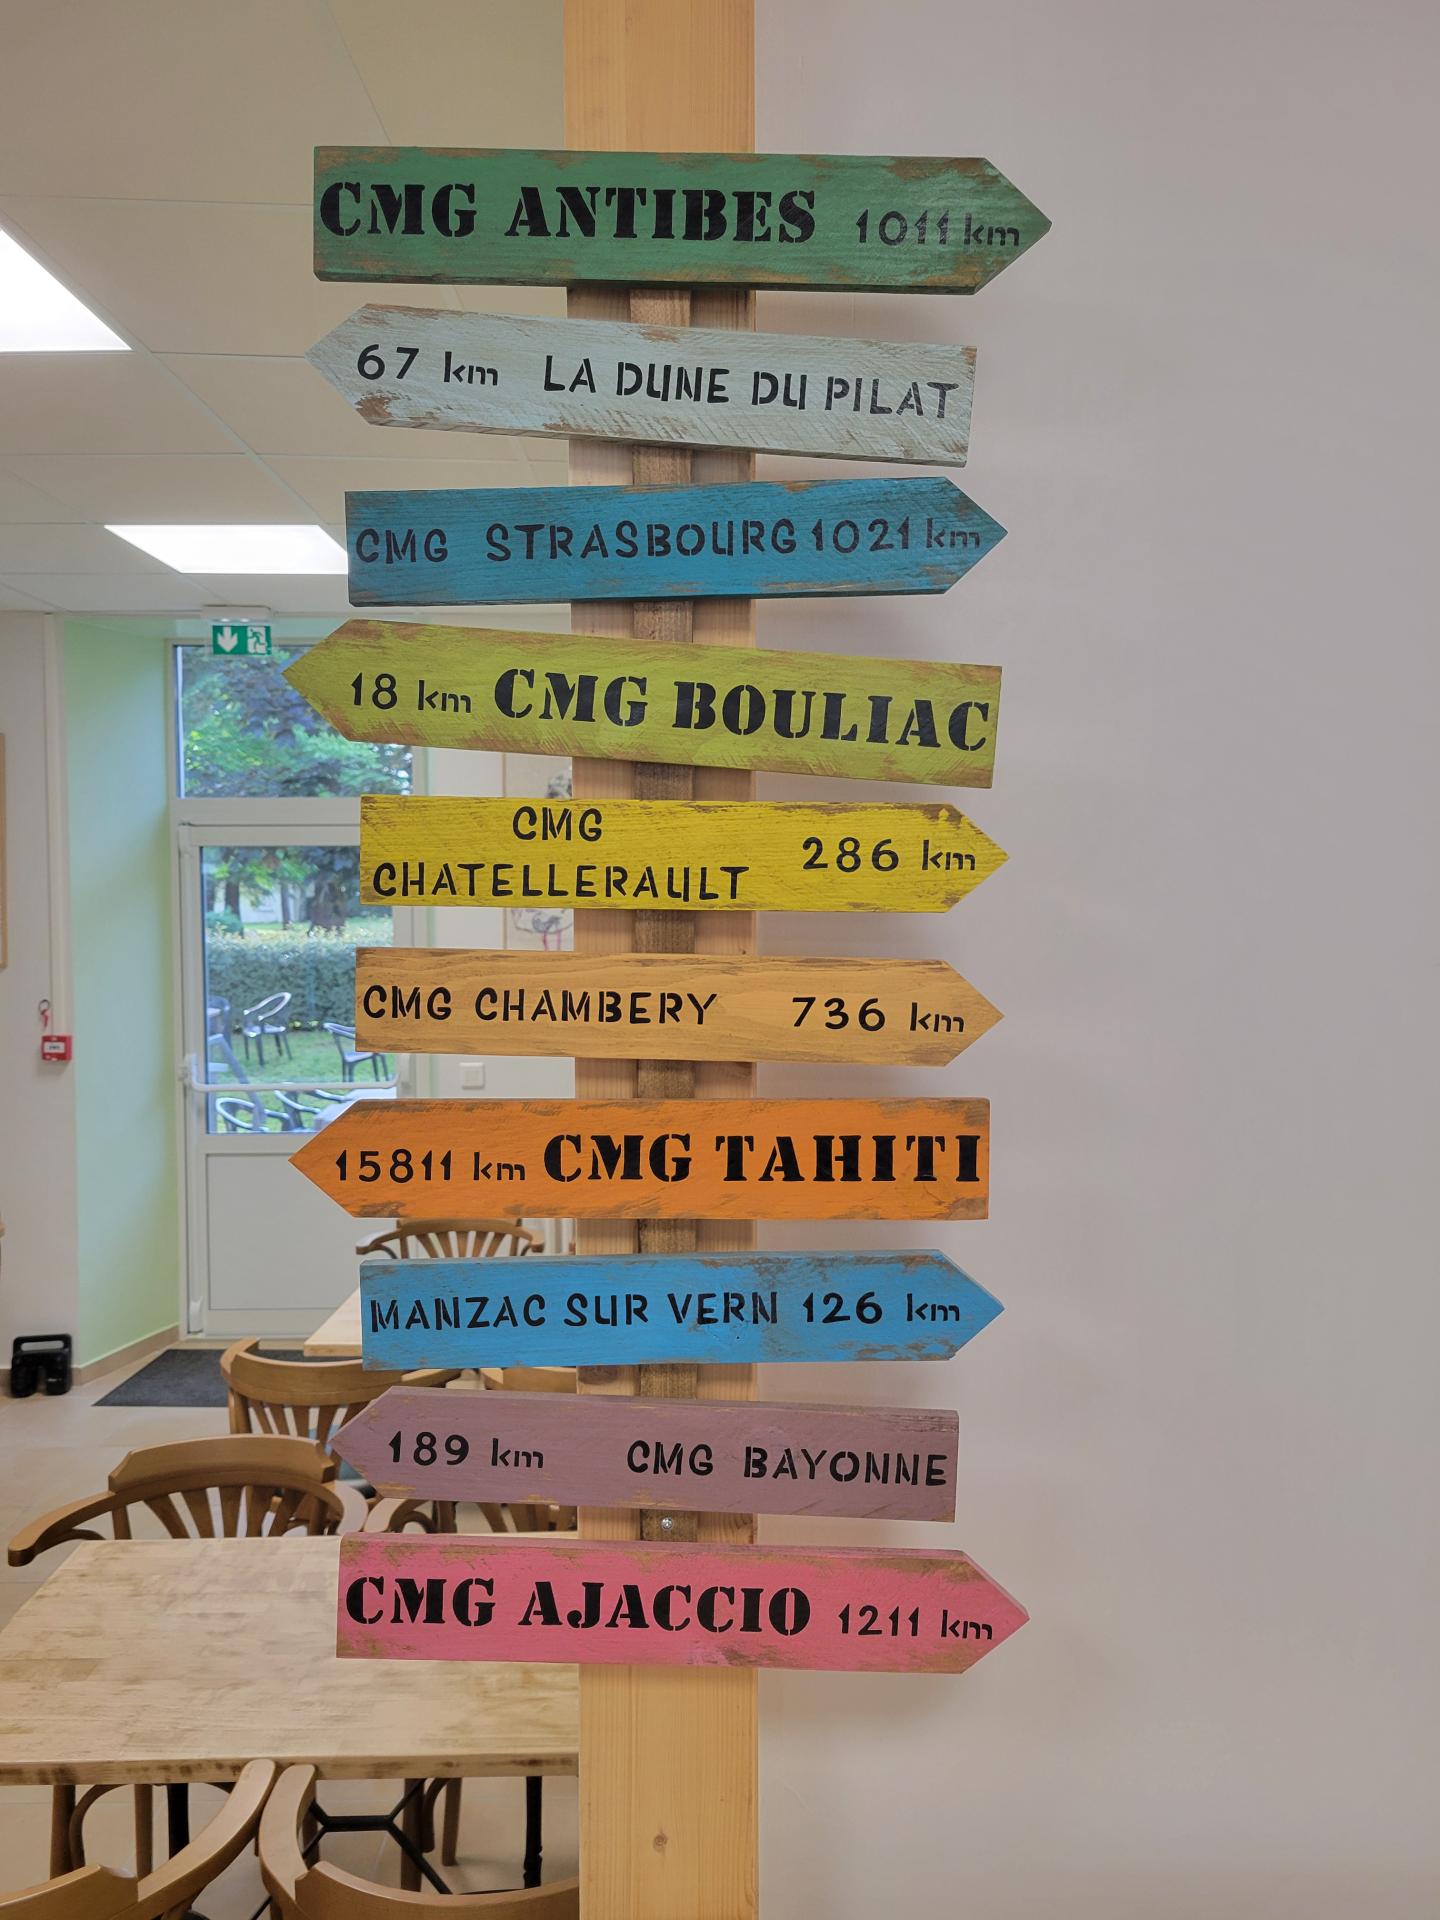 CMG ANTIBES 1011 km
67 km LA DUNE DU PILAT
CMG STRASBOURG 1021 km
18 km CMG BOULIAC
CMG
CHATELLERAULT 286 km
CMG CHAMBERY 736 km
15811 km CMG TAHITI
MANZAC SUR VERN 126 km
189 km CMG BAYONNE
CMG AJACCIO 1211 km